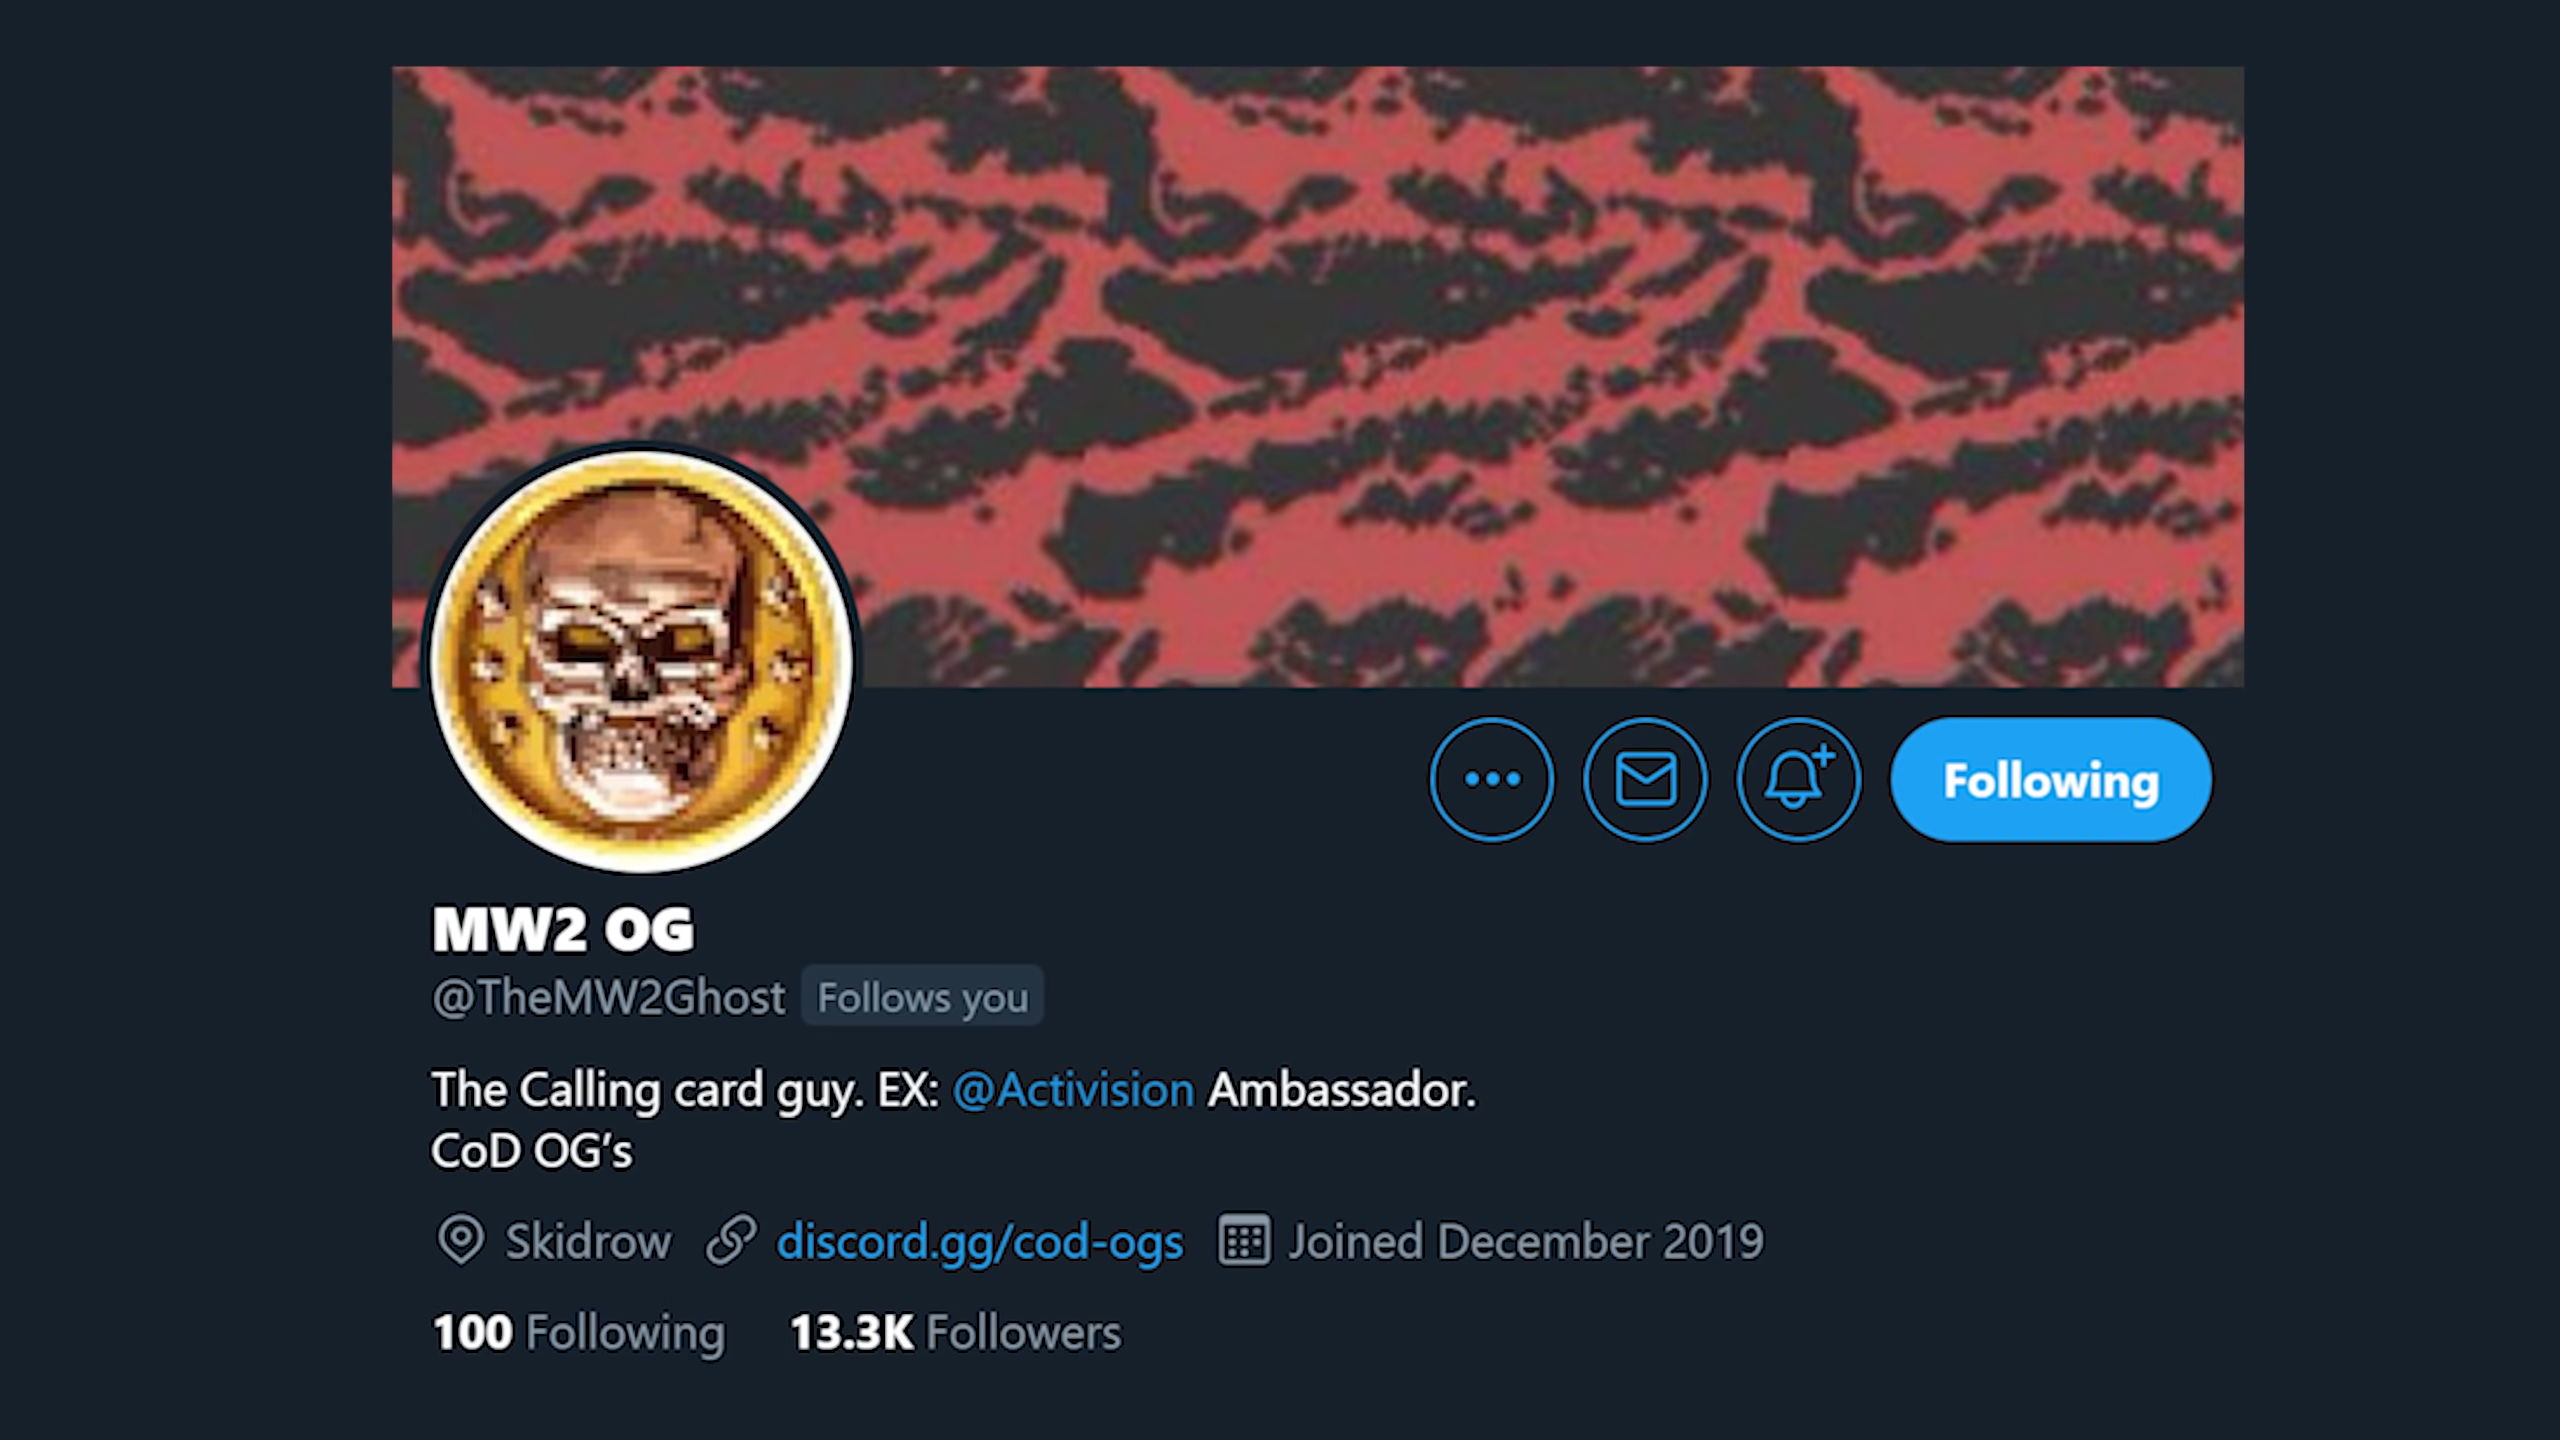 Following
MW2 OG
@TheMW2Ghost Follows you
The Calling card guy. EX: @Activision Ambassador.
CoD OG’s
Skidrow discord.gg/cod-ogs Joined December 2019
100 Following 13.3K Followers